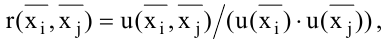 r(x̄ᵢ, x̄ⱼ) = u(x̄ᵢ, x̄ⱼ)/(u(x̄ᵢ) · u(x̄ⱼ)),